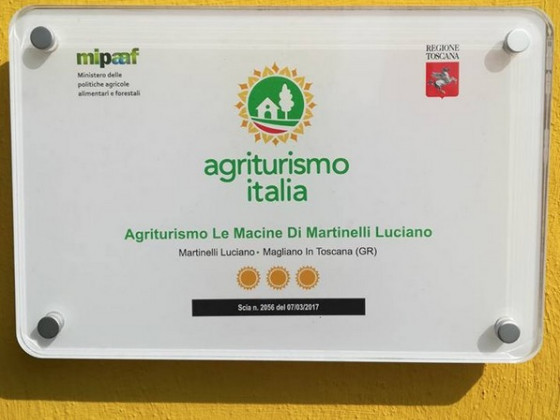 mipaaf
Ministero delle
politiche agricole
alimentari e forestali
REGIONE
TOSCANA
agriturismo
italia
Agriturismo Le Macine Di Martinelli Luciano
Martinelli Luciano - Magliano In Toscana (GR)
Scia n. 2056 del 07/03/2017